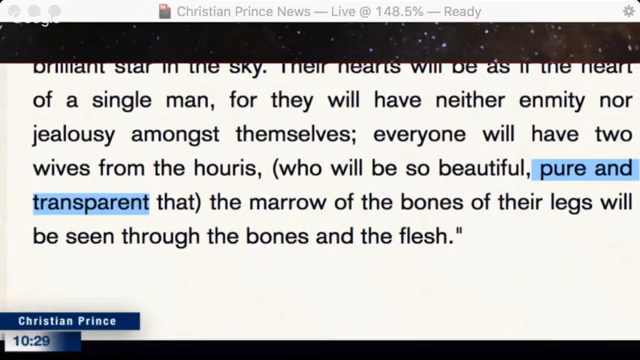 Christian Prince News — Live @ 148.5% — Ready
brilliant star in the sky. Their hearts will be as if the heart
of a single man, for they will have neither enmity nor
jealousy amongst themselves; everyone will have two
wives from the houris, (who will be so beautiful, pure and
transparent that) the marrow of the bones of their legs will
be seen through the bones and the flesh."
Christian Prince
10:29